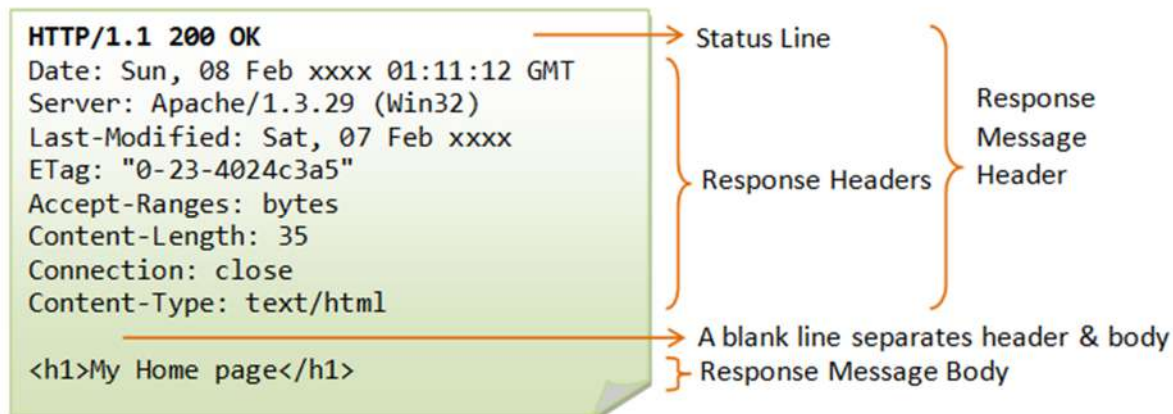 HTTP/1.1 200 OK
Date: Sun, 08 Feb xxxx 01:11:12 GMT
Server: Apache/1.3.29 (Win32)
Last-Modified: Sat, 07 Feb xxxx
ETag: "0-23-4024c3a5"
Accept-Ranges: bytes
Content-Length: 35
Connection: close
Content-Type: text/html
<h1>My Home page</h1>
Status Line
Response Headers
Response
Message
Header
A blank line separates header & body
Response Message Body